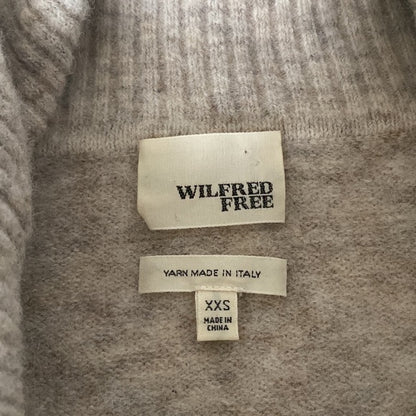 WILFRED
FREE
YARN MADE IN ITALY
XXS
MADE IN
CHINA